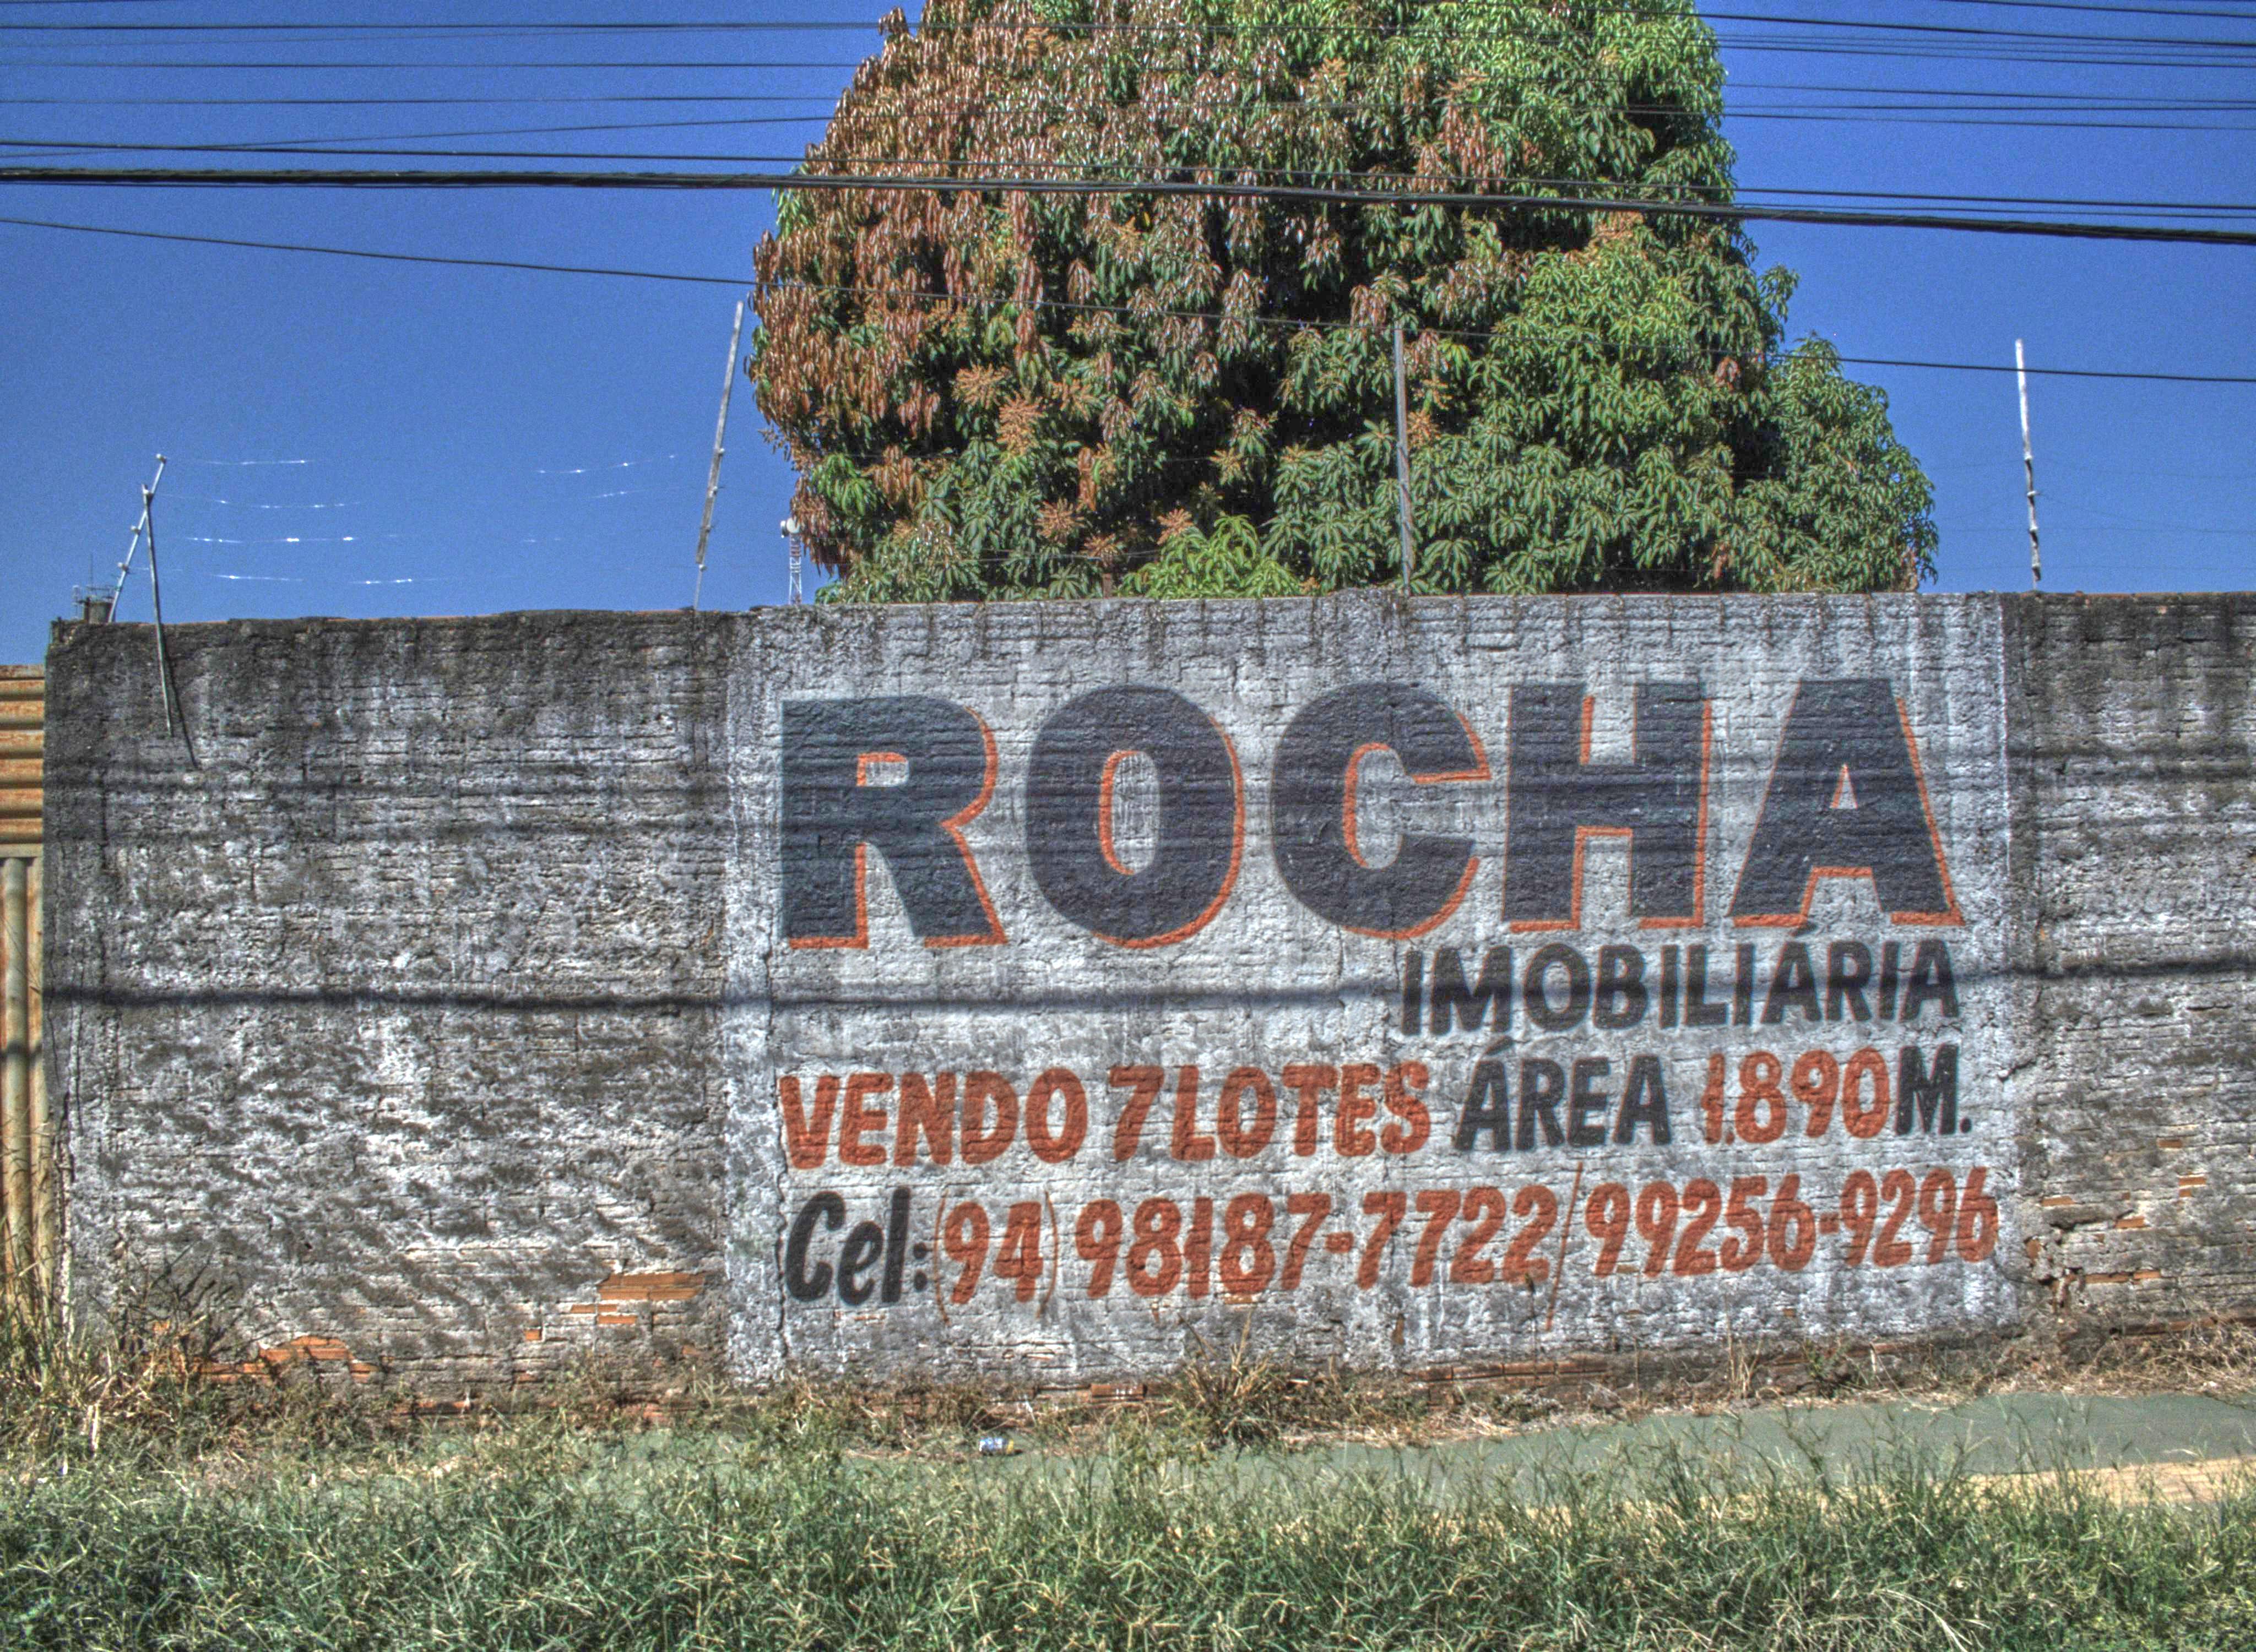 ROCHA
IMOBILIÁRIA
VENDO 7 LOTES ÁREA 1.890M.
Cel: (94) 98187-7722/99256-9296